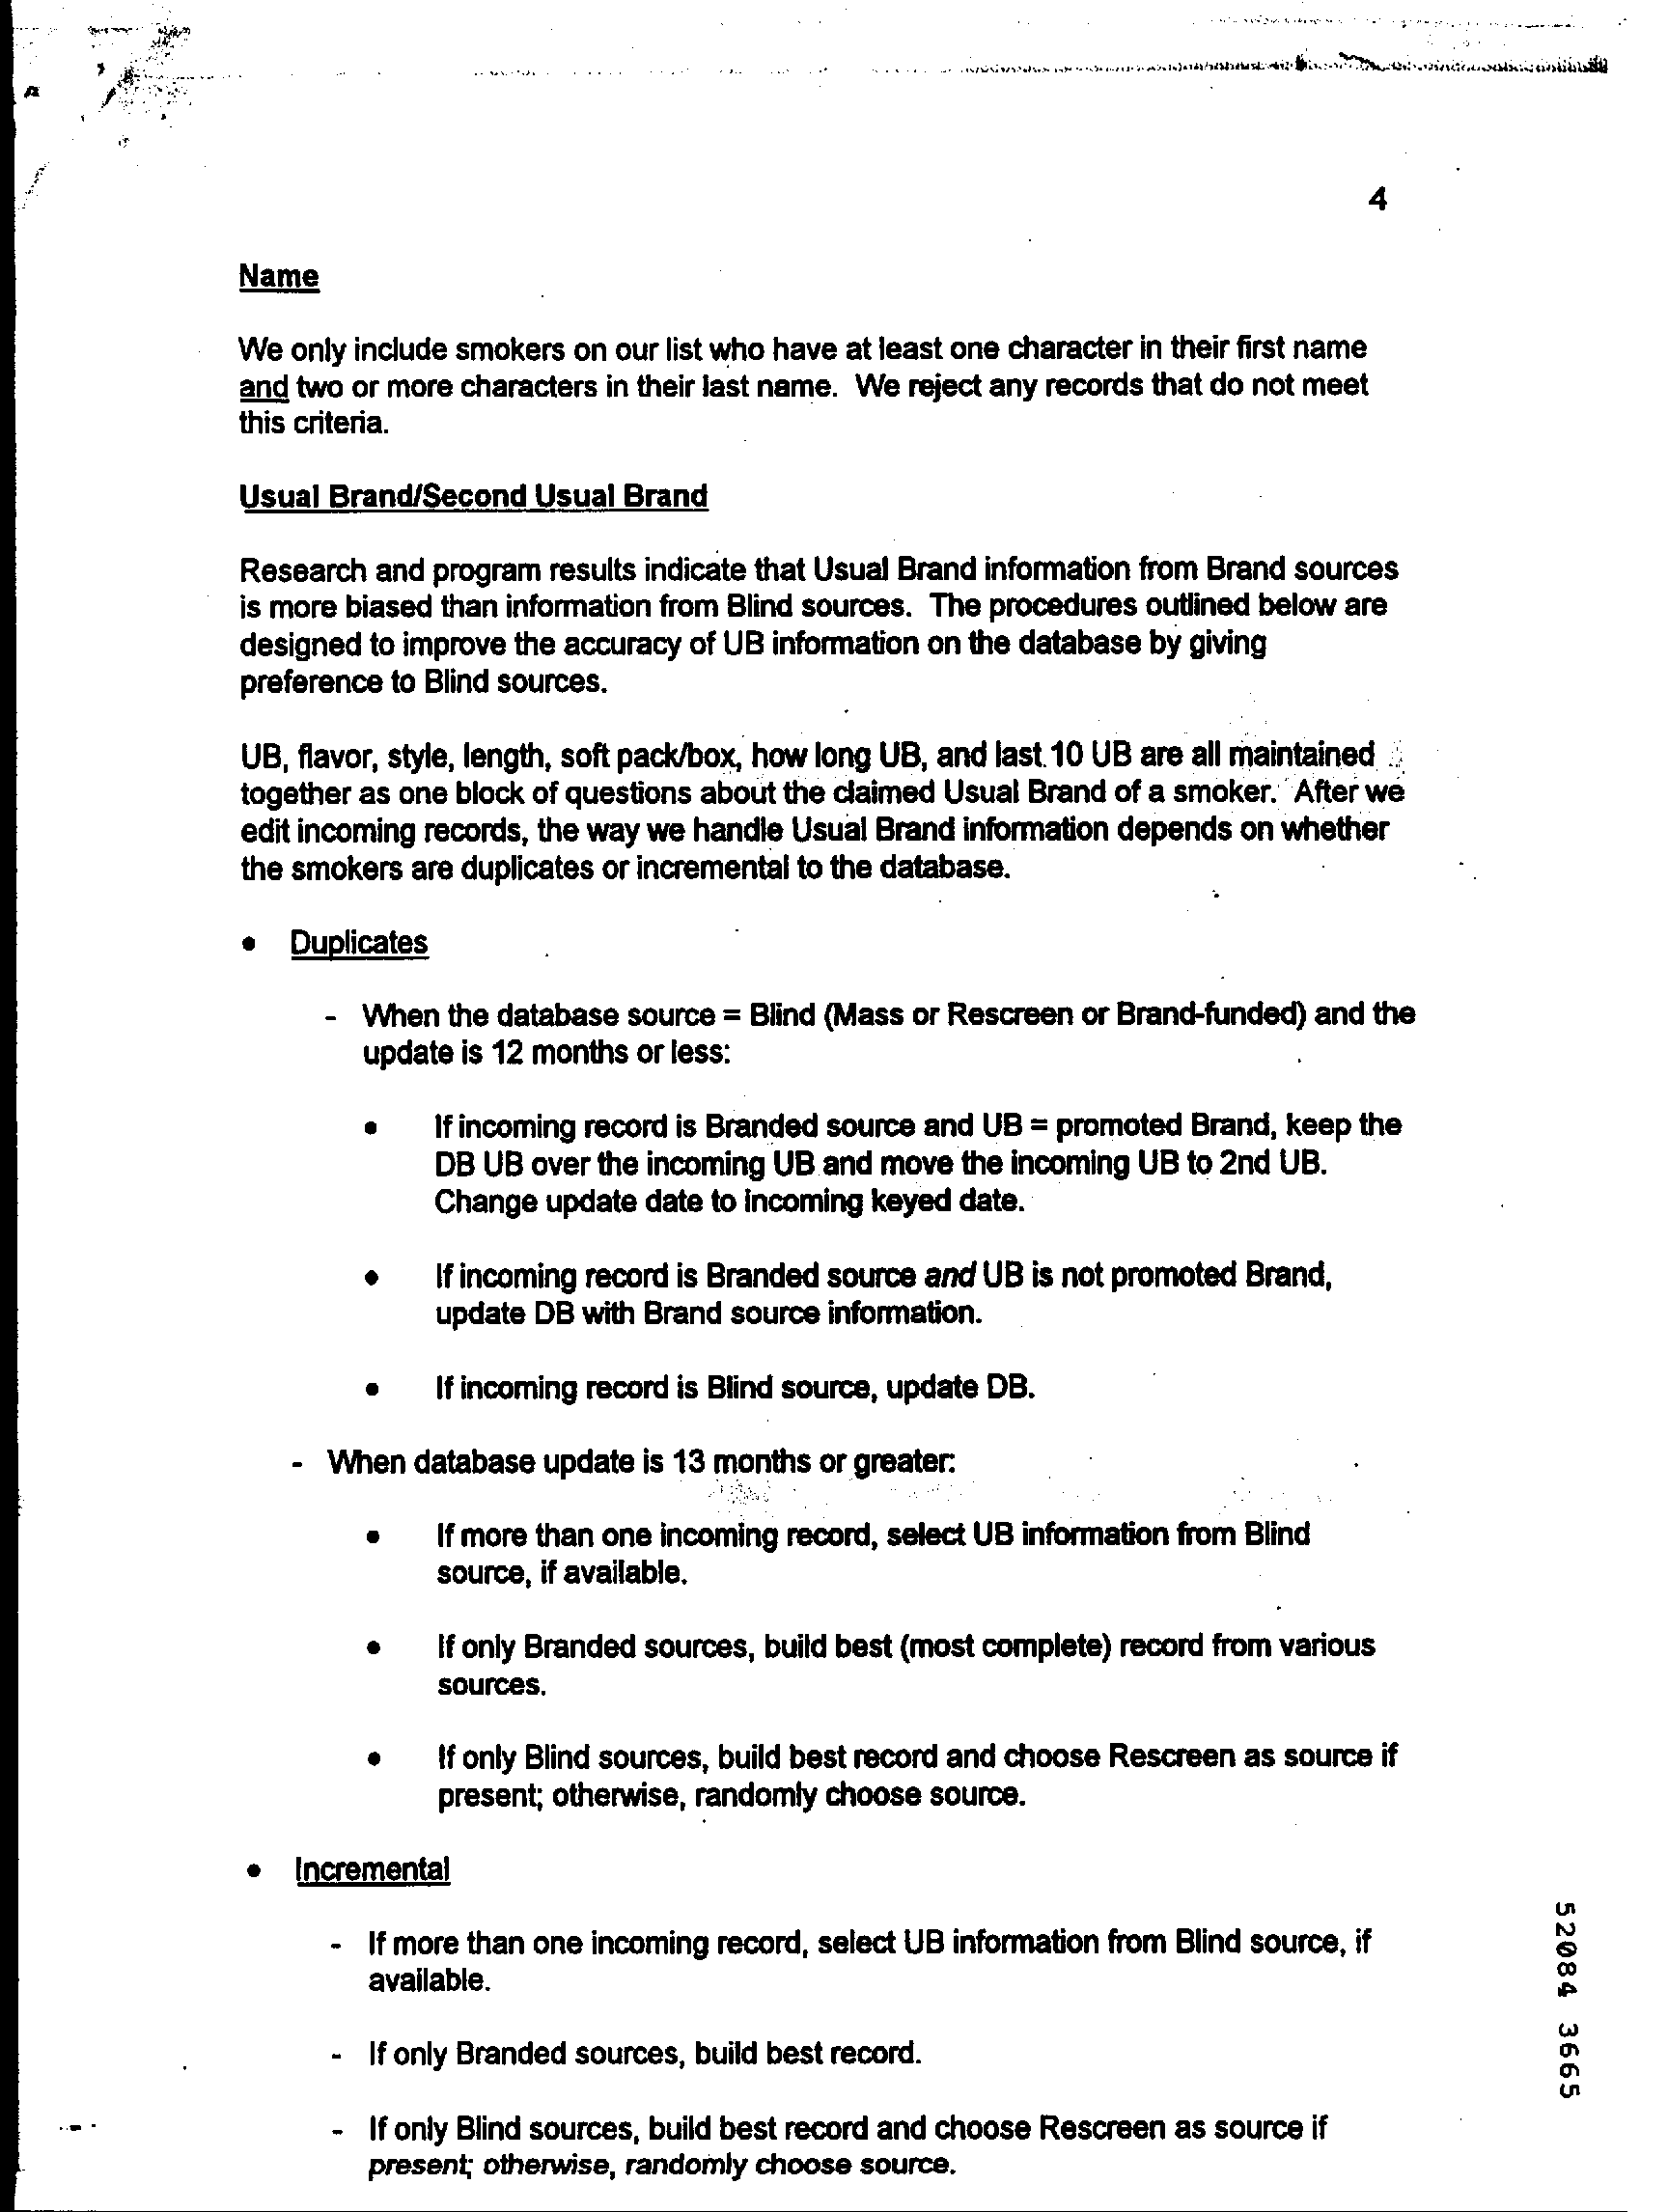 4
Name
We only include smokers on our list who have at least one character in their first name
and two or more characters in their last name. We reject any records that do not meet
this criteria.
Usual Brand/Second Usual Brand
Research and program results indicate that Usual Brand information from Brand sources
is more biased than information from Blind sources. The procedures outlined below are
designed to improve the accuracy of UB information on the database by giving
preference to Blind sources.
UB, flavor, style, length, soft pack/box, how long UB, and last 10 UB are all maintained
together as one block of questions about the claimed Usual Brand of a smoker. After we
edit incoming records, the way we handle Usual Brand information depends on whether
the smokers are duplicates or incremental to the database.
• Duplicates
- When the database source = Blind (Mass or Rescreen or Brand-funded) and the
update is 12 months or less:
• If incoming record is Branded source and UB = promoted Brand, keep the
DB UB over the incoming UB and move the incoming UB to 2nd UB.
Change update date to incoming keyed date.
• If incoming record is Branded source and UB is not promoted Brand,
update DB with Brand source information.
• If incoming record is Blind source, update DB.
- When database update is 13 months or greater:
• If more than one incoming record, select UB information from Blind
source, if available.
• If only Branded sources, build best (most complete) record from various
sources.
• If only Blind sources, build best record and choose Rescreen as source if
present; otherwise, randomly choose source.
• Incremental
- If more than one incoming record, select UB information from Blind source, if
available.
- If only Branded sources, build best record.
- If only Blind sources, build best record and choose Rescreen as source if
present; otherwise, randomly choose source.
52084 3665